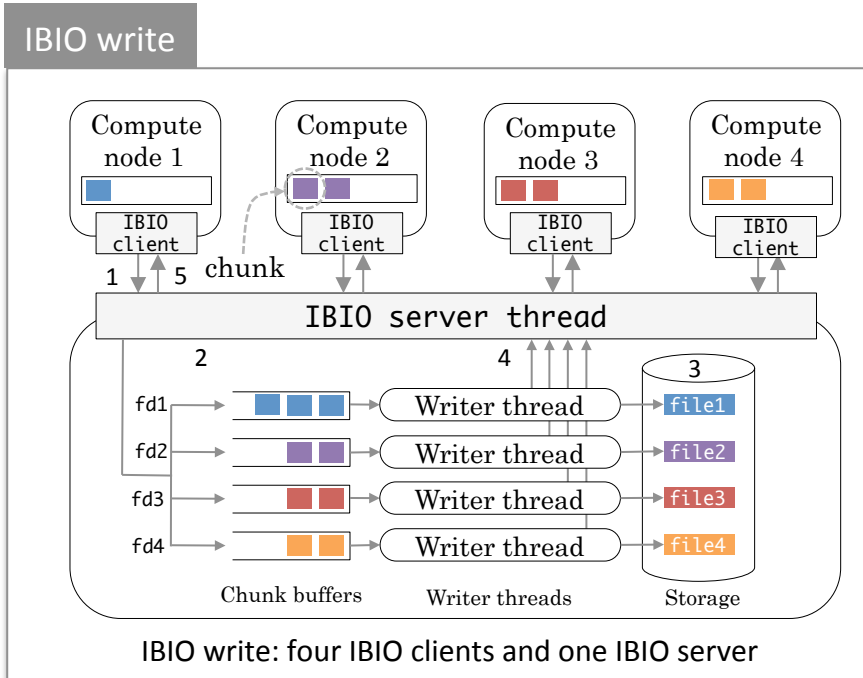 IBIO write
Compute
node 1
Compute
node 2
Compute
node 3
Compute
node 4
IBIO
client
IBIO
client
IBIO
client
IBIO
client
1
5
chunk
IBIO server thread
2
4
3
fd1
Writer thread
file1
fd2
Writer thread
file2
fd3
Writer thread
file3
fd4
Writer thread
file4
Chunk buffers
Writer threads
Storage
IBIO write: four IBIO clients and one IBIO server